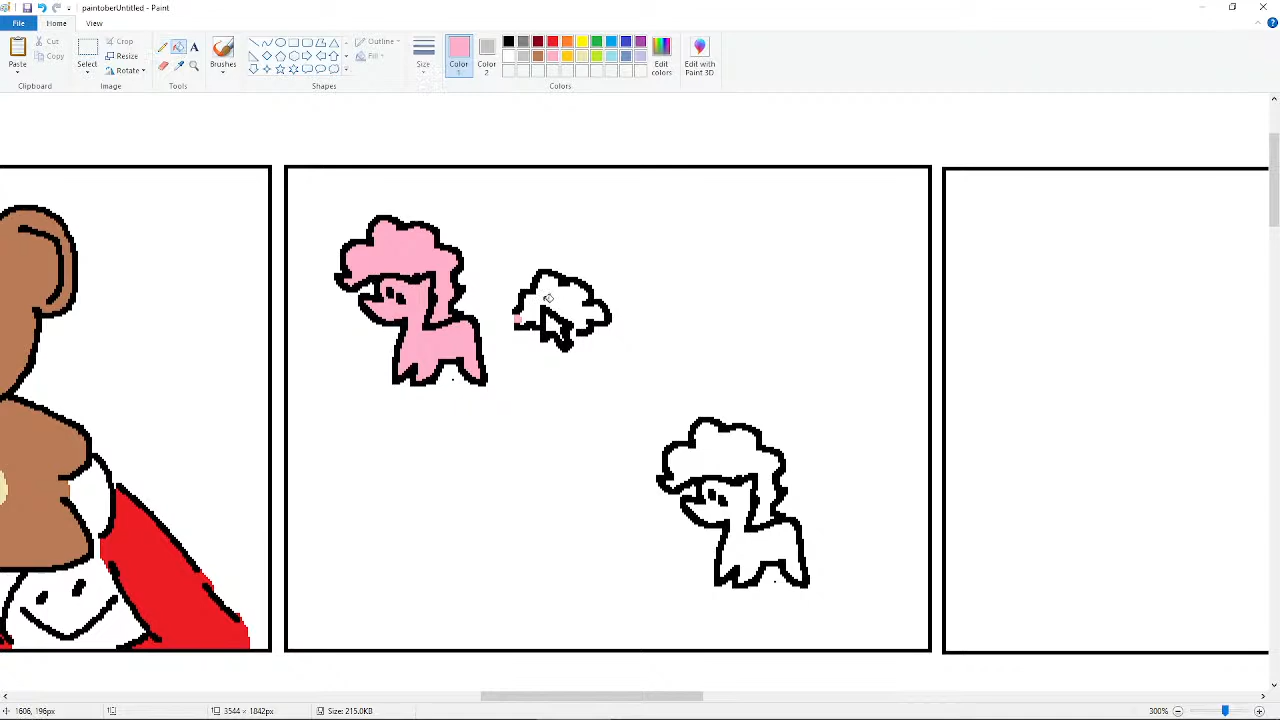 paintoberUntitled - Paint
File Home View
Paste Cut Copy
Clipboard
Select Crop Resize Rotate
Image
Tools
Brushes
Outline Fill
Shapes
Size
Color 1 Color 2
Edit colors
Colors
Edit with Paint 3D
1606, 196px
3544 × 1842px
Size: 215.0KB
300%